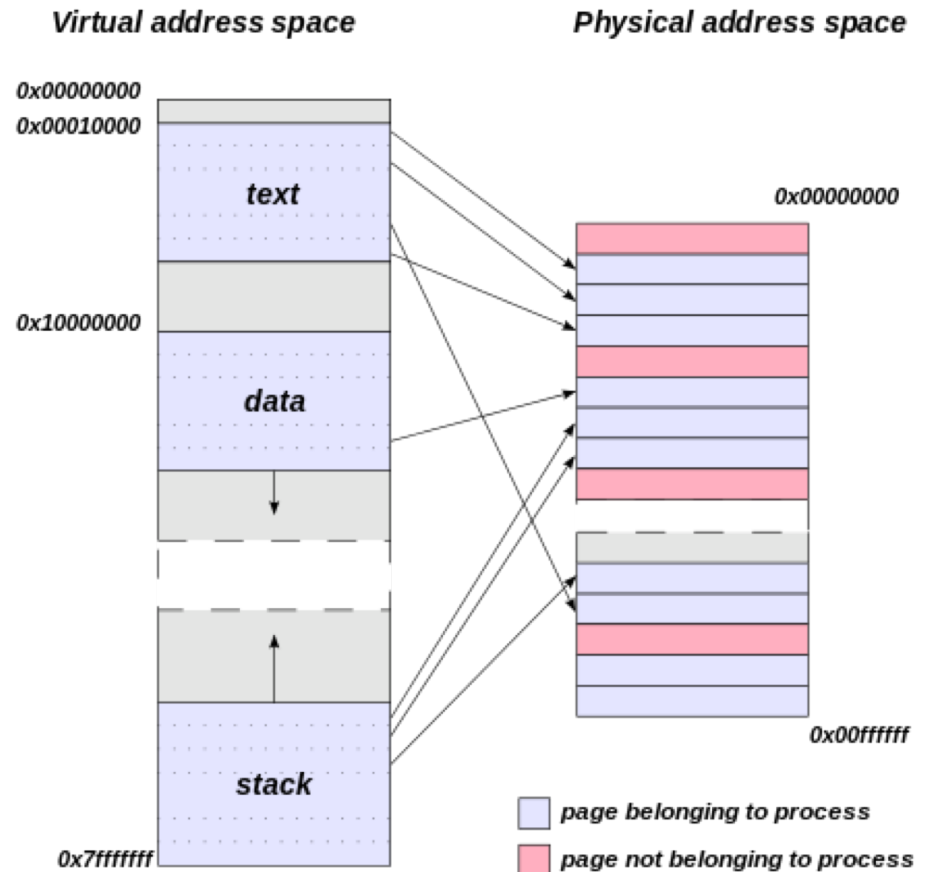 Virtual address space
Physical address space
0x00000000
0x00010000
text
0x00000000
0x10000000
data
stack
0x00ffffff
page belonging to process
0x7fffffff
page not belonging to process